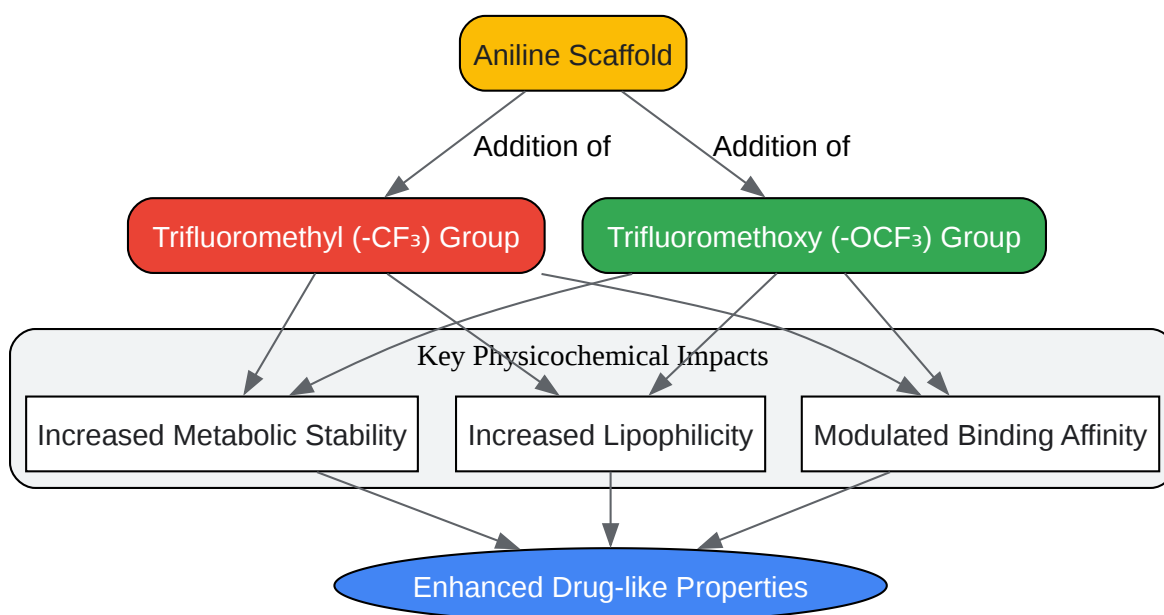 Aniline Scaffold
Addition of
Addition of
Trifluoromethyl (-CF₃) Group
Trifluoromethoxy (-OCF₃) Group
Key Physicochemical Impacts
Increased Metabolic Stability
Increased Lipophilicity
Modulated Binding Affinity
Enhanced Drug-like Properties